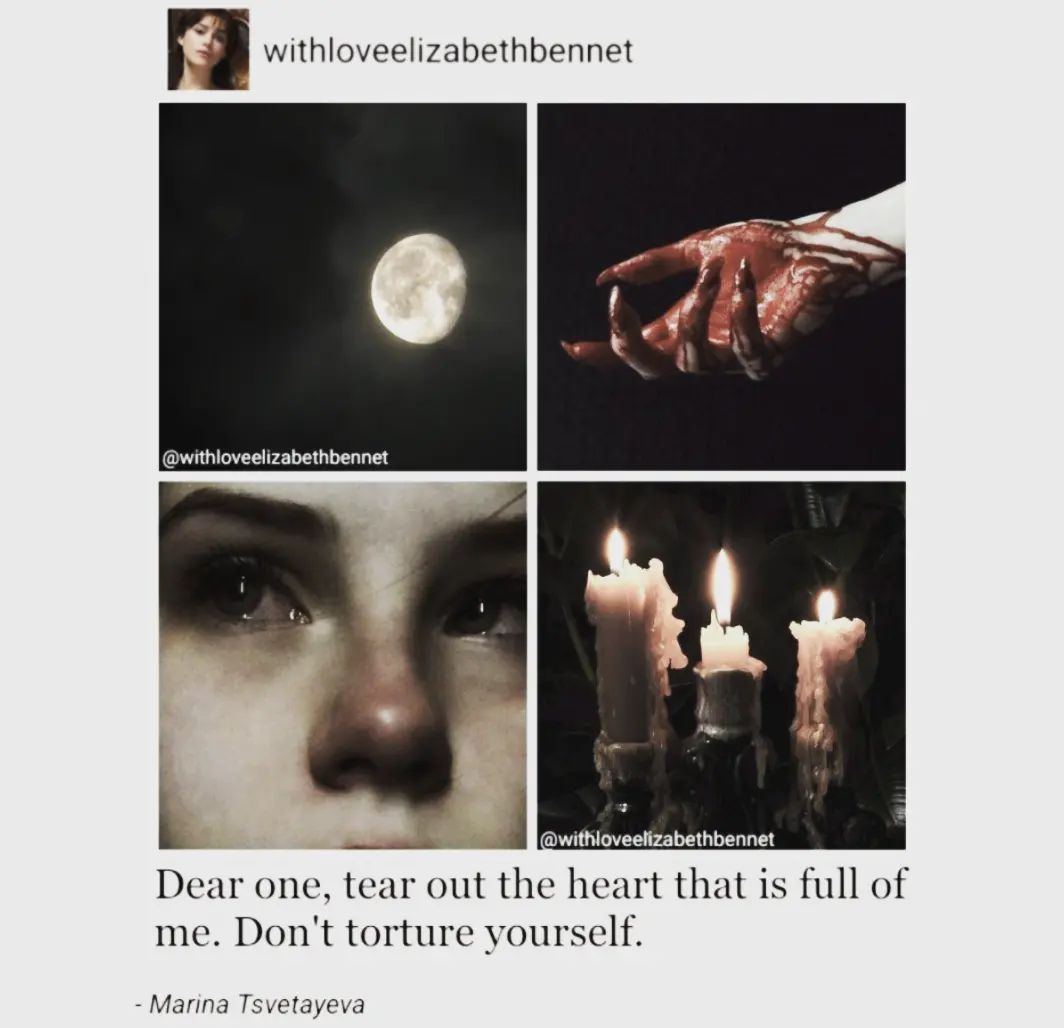 withloveelizabethbennet
@withloveelizabethbennet
@withloveelizabethbennet
Dear one, tear out the heart that is full of
me. Don't torture yourself.
- Marina Tsvetayeva